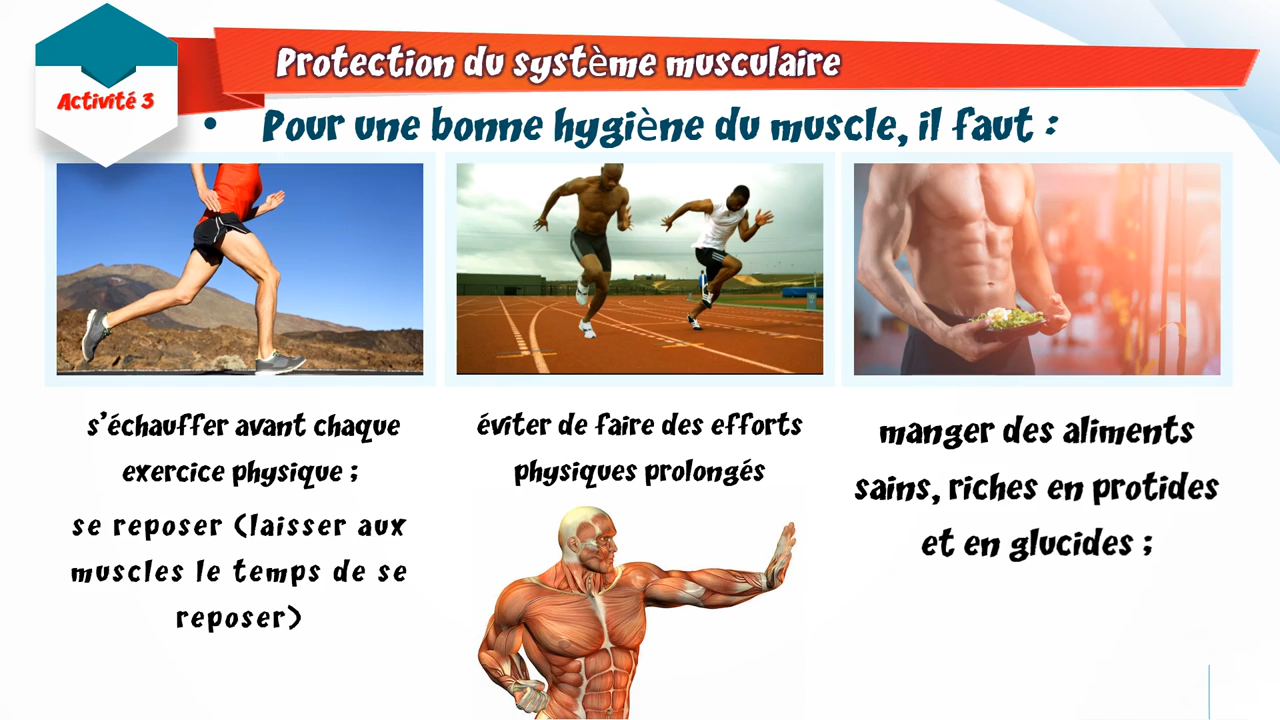 Protection du système musculaire
Activité 3
• Pour une bonne hygiène du muscle, il faut :
s'échauffer avant chaque
exercice physique ;
se reposer (laisser aux
muscles le temps de se
reposer)
éviter de faire des efforts
physiques prolongés
manger des aliments
sains, riches en protides
et en glucides ;